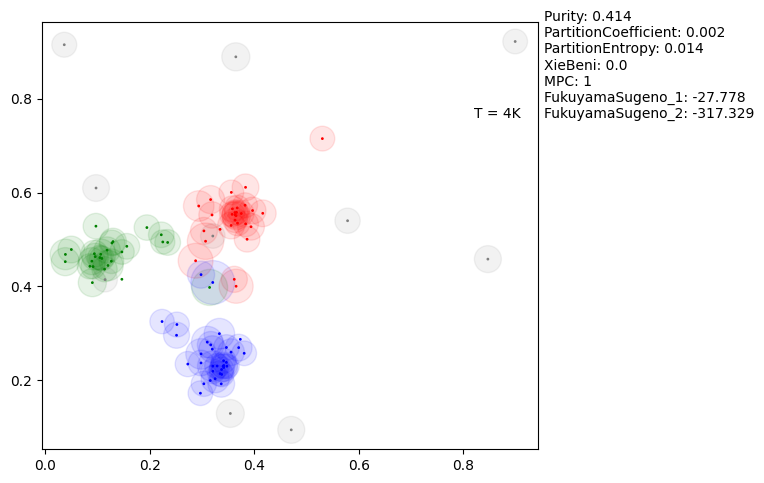 Purity: 0.414
PartitionCoefficient: 0.002
PartitionEntropy: 0.014
XieBeni: 0.0
MPC: 1
FukuyamaSugeno_1: -27.778
FukuyamaSugeno_2: -317.329
T = 4K
0.8
0.6
0.4
0.2
0.0 0.2 0.4 0.6 0.8